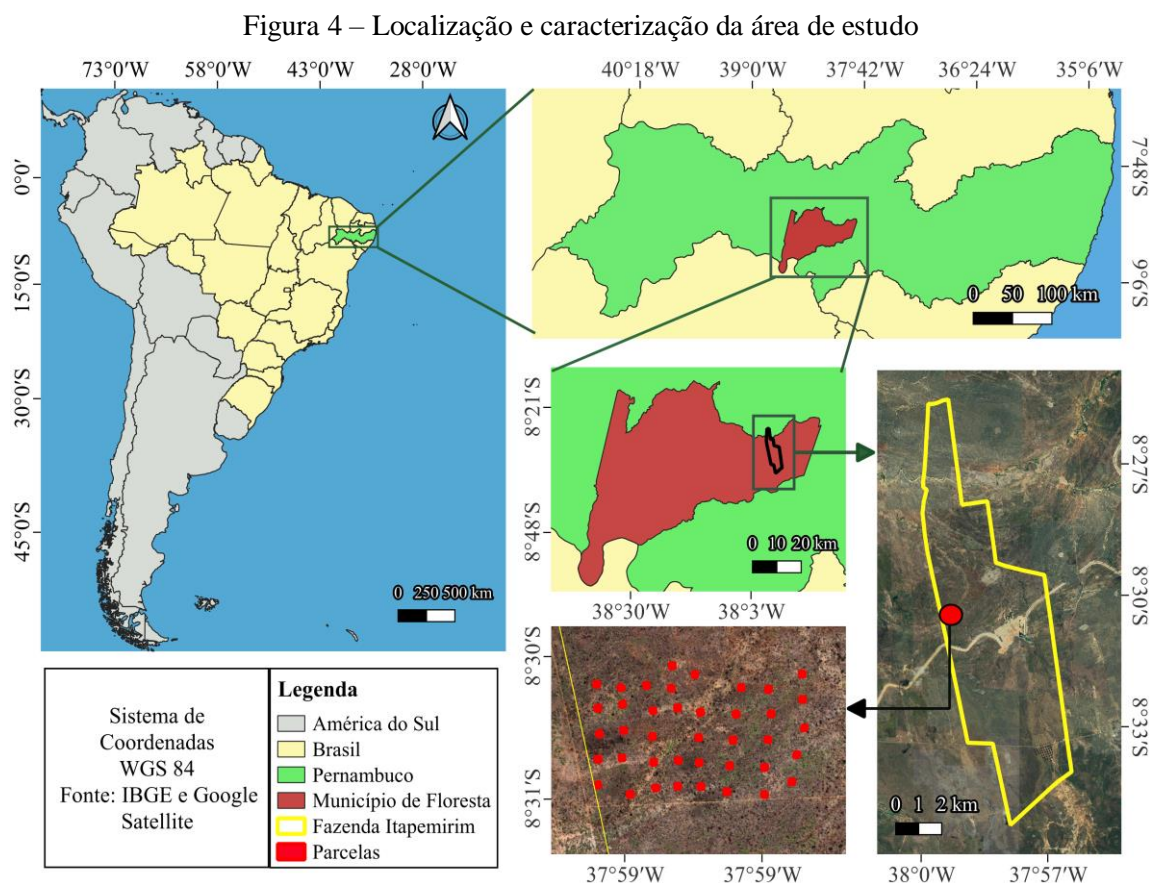 Figura 4 – Localização e caracterização da área de estudo
73°0'W 58°0'W 43°0'W 28°0'W
40°18'W 39°0'W 37°42'W 36°24'W 35°6'W
0°0'
15°0'S
30°0'S
45°0'S
0 250 500 km
7°48'S
9°6'S
0 50 100 km
8°21'S
8°48'S
0 10 20 km
38°30'W 38°3'W
8°27'S
8°30'S
8°33'S
0 1 2 km
38°0'W 37°57'W
8°30'S
8°31'S
37°59'W 37°59'W
Sistema de
Coordenadas
WGS 84
Fonte: IBGE e Google
Satellite
Legenda
América do Sul
Brasil
Pernambuco
Município de Floresta
Fazenda Itapemirim
Parcelas